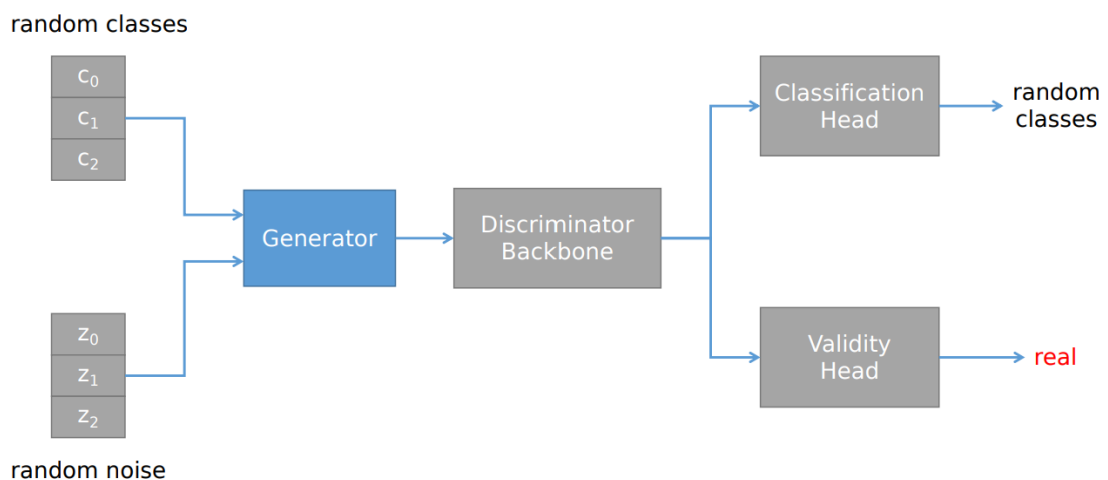 random classes
c₀
c₁
c₂
Generator
Discriminator
Backbone
Classification
Head
random
classes
z₀
z₁
z₂
random noise
Validity
Head
real